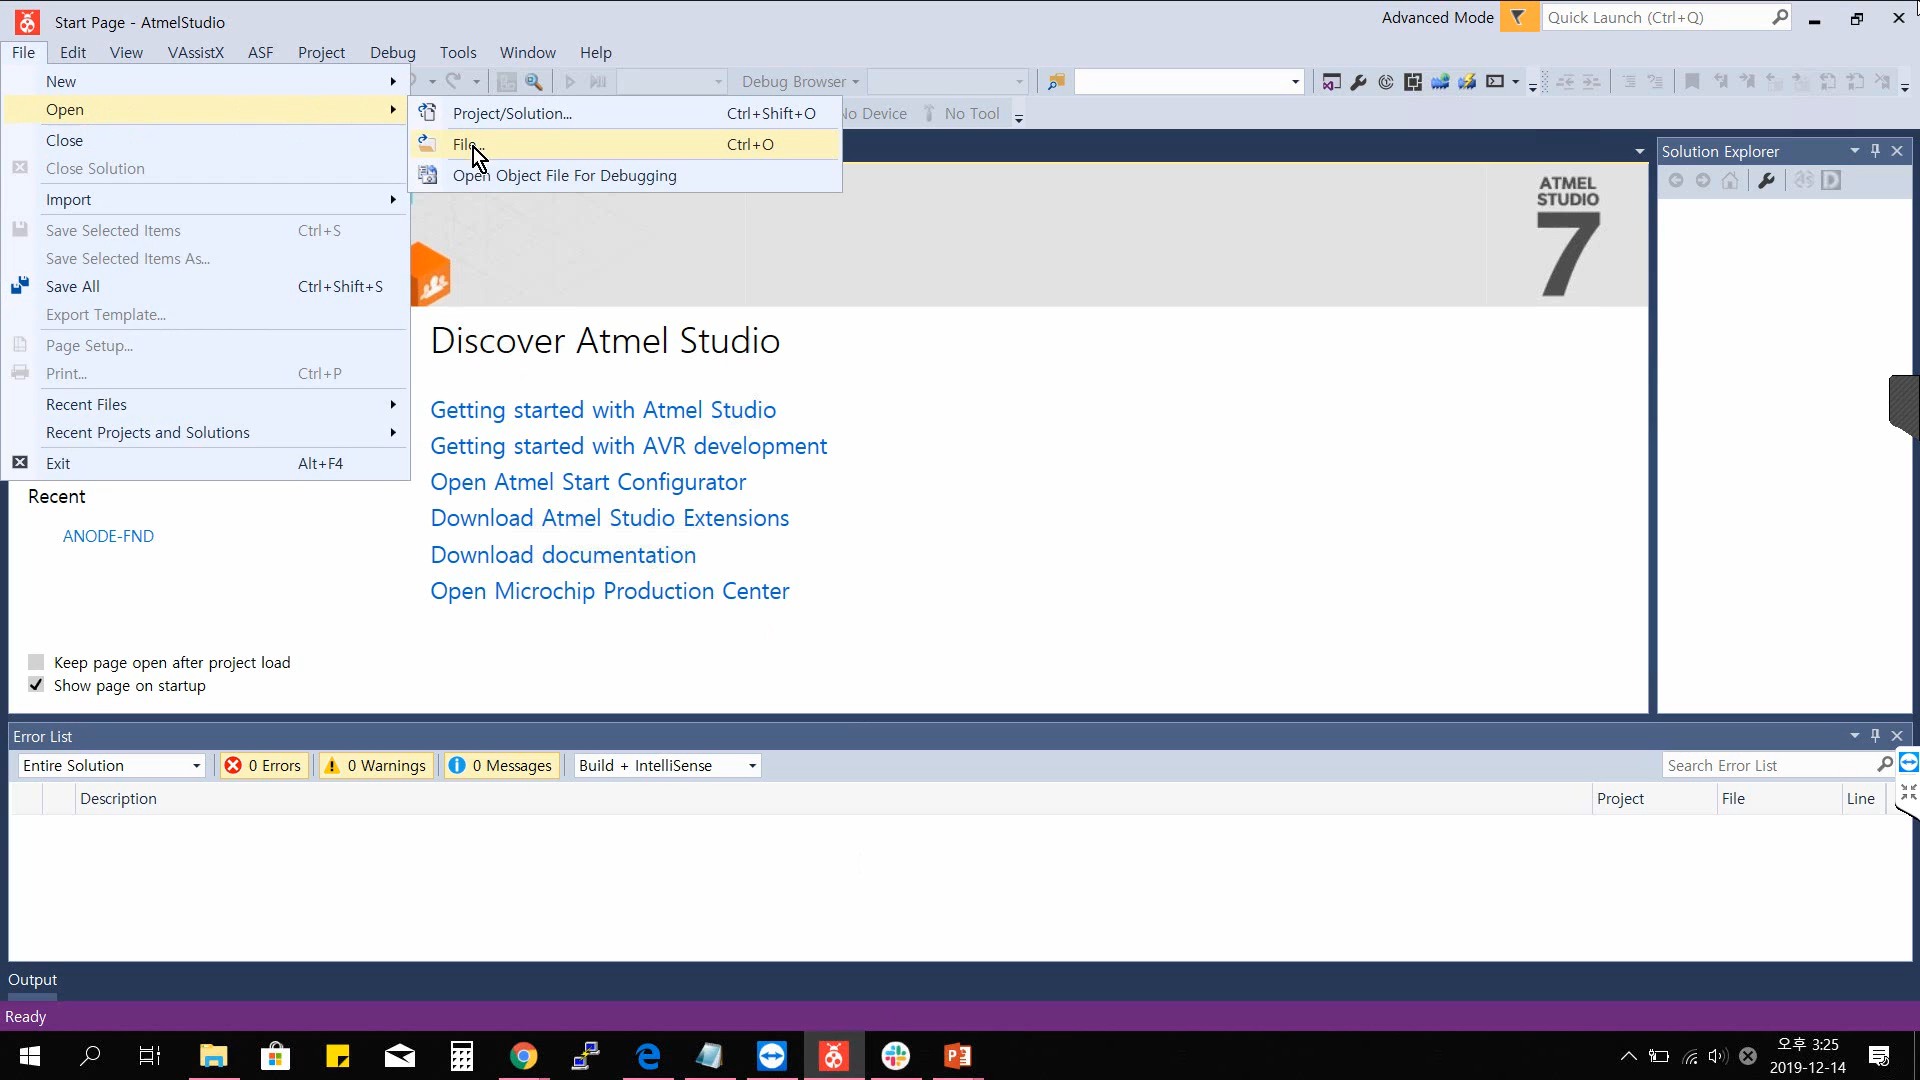 Start Page - AtmelStudio
Advanced Mode
Quick Launch (Ctrl+Q)
File Edit View VAssistX ASF Project Debug Tools Window Help
New
Debug Browser
Open
Project/Solution... Ctrl+Shift+O
No Tool
Device
Close
File... Ctrl+O
Solution Explorer
Close Solution
Open Object File For Debugging
Import
ATMEL
STUDIO
7
Save Selected Items Ctrl+S
Save Selected Items As...
Save All Ctrl+Shift+S
Export Template...
Page Setup...
Print... Ctrl+P
Recent Files
Recent Projects and Solutions
Exit Alt+F4
Discover Atmel Studio
Getting started with Atmel Studio
Getting started with AVR development
Open Atmel Start Configurator
Download Atmel Studio Extensions
Download documentation
Open Microchip Production Center
Recent
ANODE-FND
Keep page open after project load
Show page on startup
Error List
Entire Solution 0 Errors 0 Warnings 0 Messages Build + IntelliSense
Search Error List
Description Project File Line
Output
Ready
오후 3:25
2019-12-14